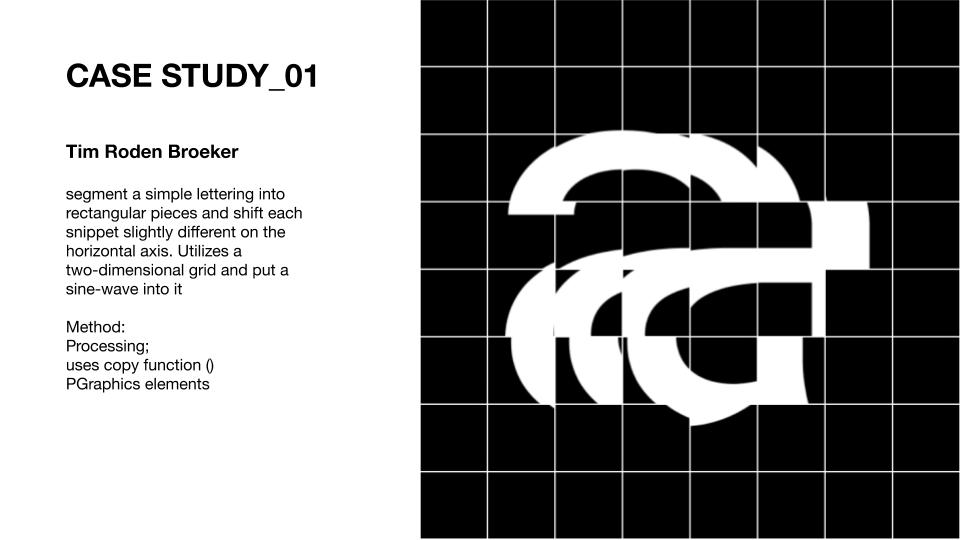 CASE STUDY_01
Tim Roden Broeker
segment a simple lettering into
rectangular pieces and shift each
snippet slightly different on the
horizontal axis. Utilizes a
two-dimensional grid and put a
sine-wave into it
Method:
Processing;
uses copy function ()
PGraphics elements
a